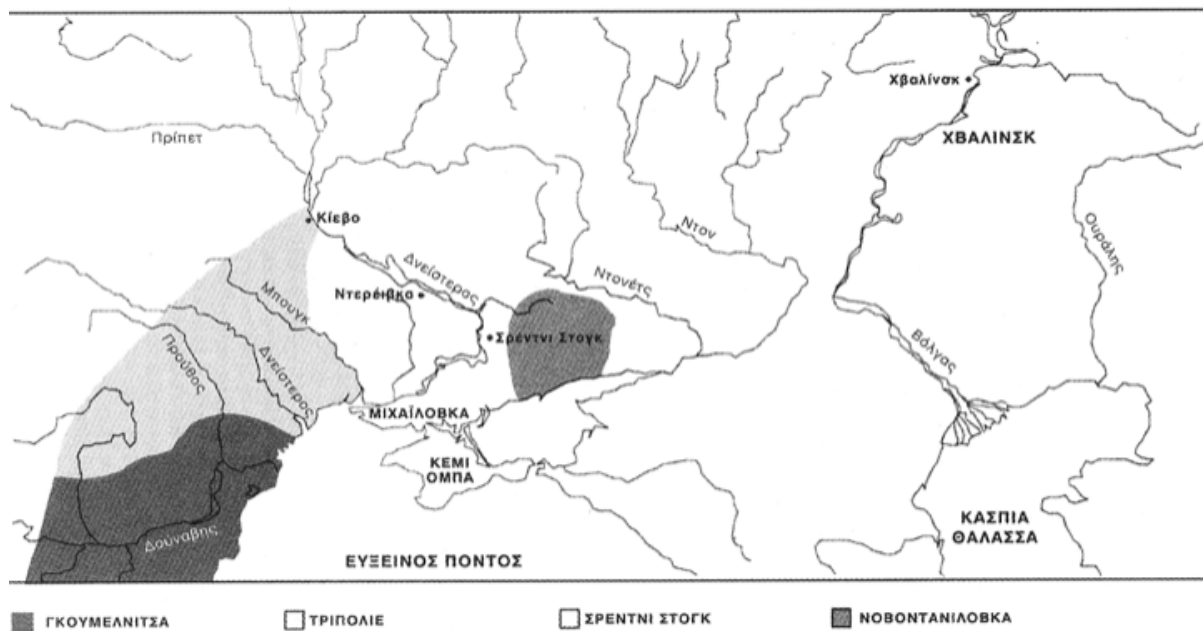 Χβαλίνσκ
ΧΒΑΛΙΝΣΚ
Πρίπετ
Κίεβο
Ουράλης
Ντον
Δνείστερος
Ντονέτς
Ντερέιβκα
Μπουγκ
Σρέντνι Στογκ
Προύθος
Δνείστερος
Βόλγας
ΜΙΧΑΪΛΟΒΚΑ
ΚΕΜΙ
ΟΜΠΑ
Δούναβης
ΚΑΣΠΙΑ
ΘΑΛΑΣΣΑ
ΕΥΞΕΙΝΟΣ ΠΟΝΤΟΣ
ΓΚΟΥΜΕΛΝΙΤΣΑ
ΤΡΙΠΟΛΙΕ
ΣΡΕΝΤΝΙ ΣΤΟΓΚ
ΝΟΒΟΝΤΑΝΙΛΟΒΚΑ